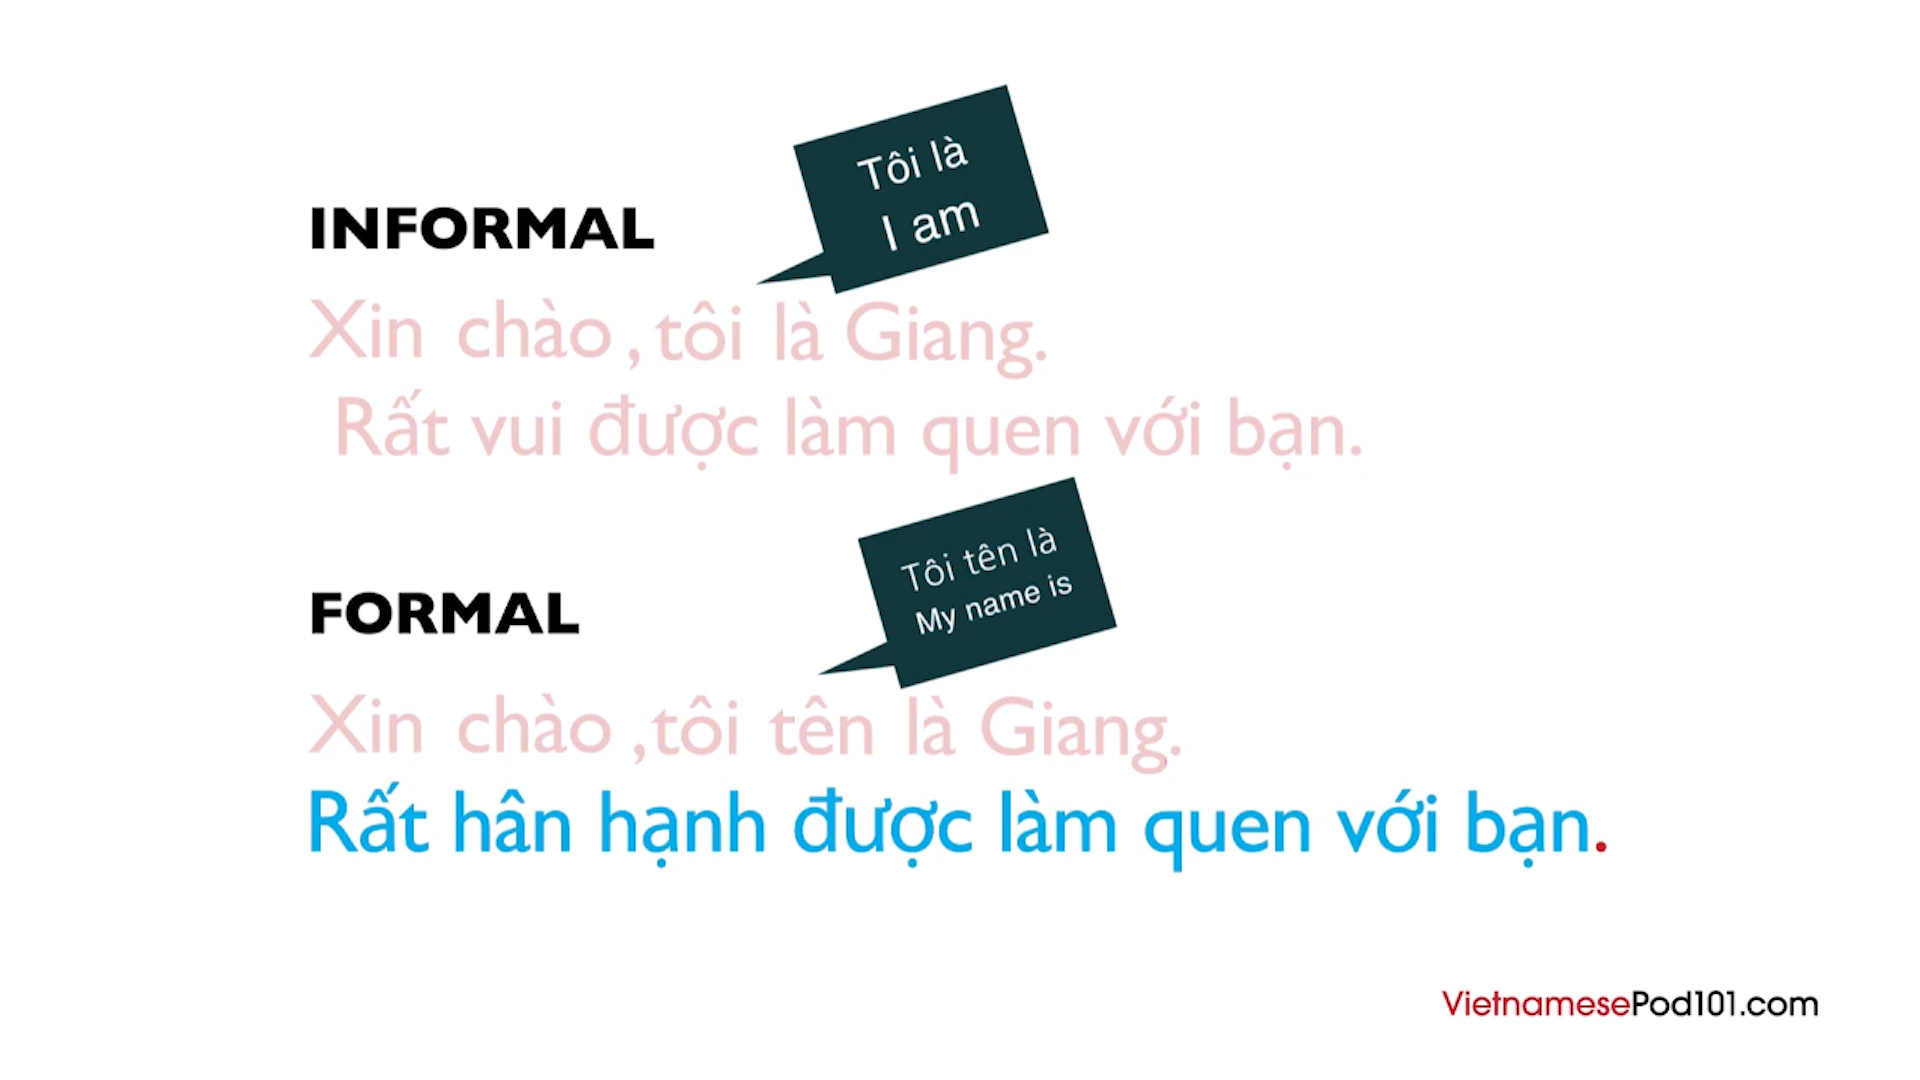 Tôi là
I am
INFORMAL
Xin chào, tôi là Giang.
Rất vui được làm quen với bạn.
Tôi tên là
My name is
FORMAL
Xin chào ,tôi tên là Giang.
Rất hân hạnh được làm quen với bạn.
VietnamesePod101.com